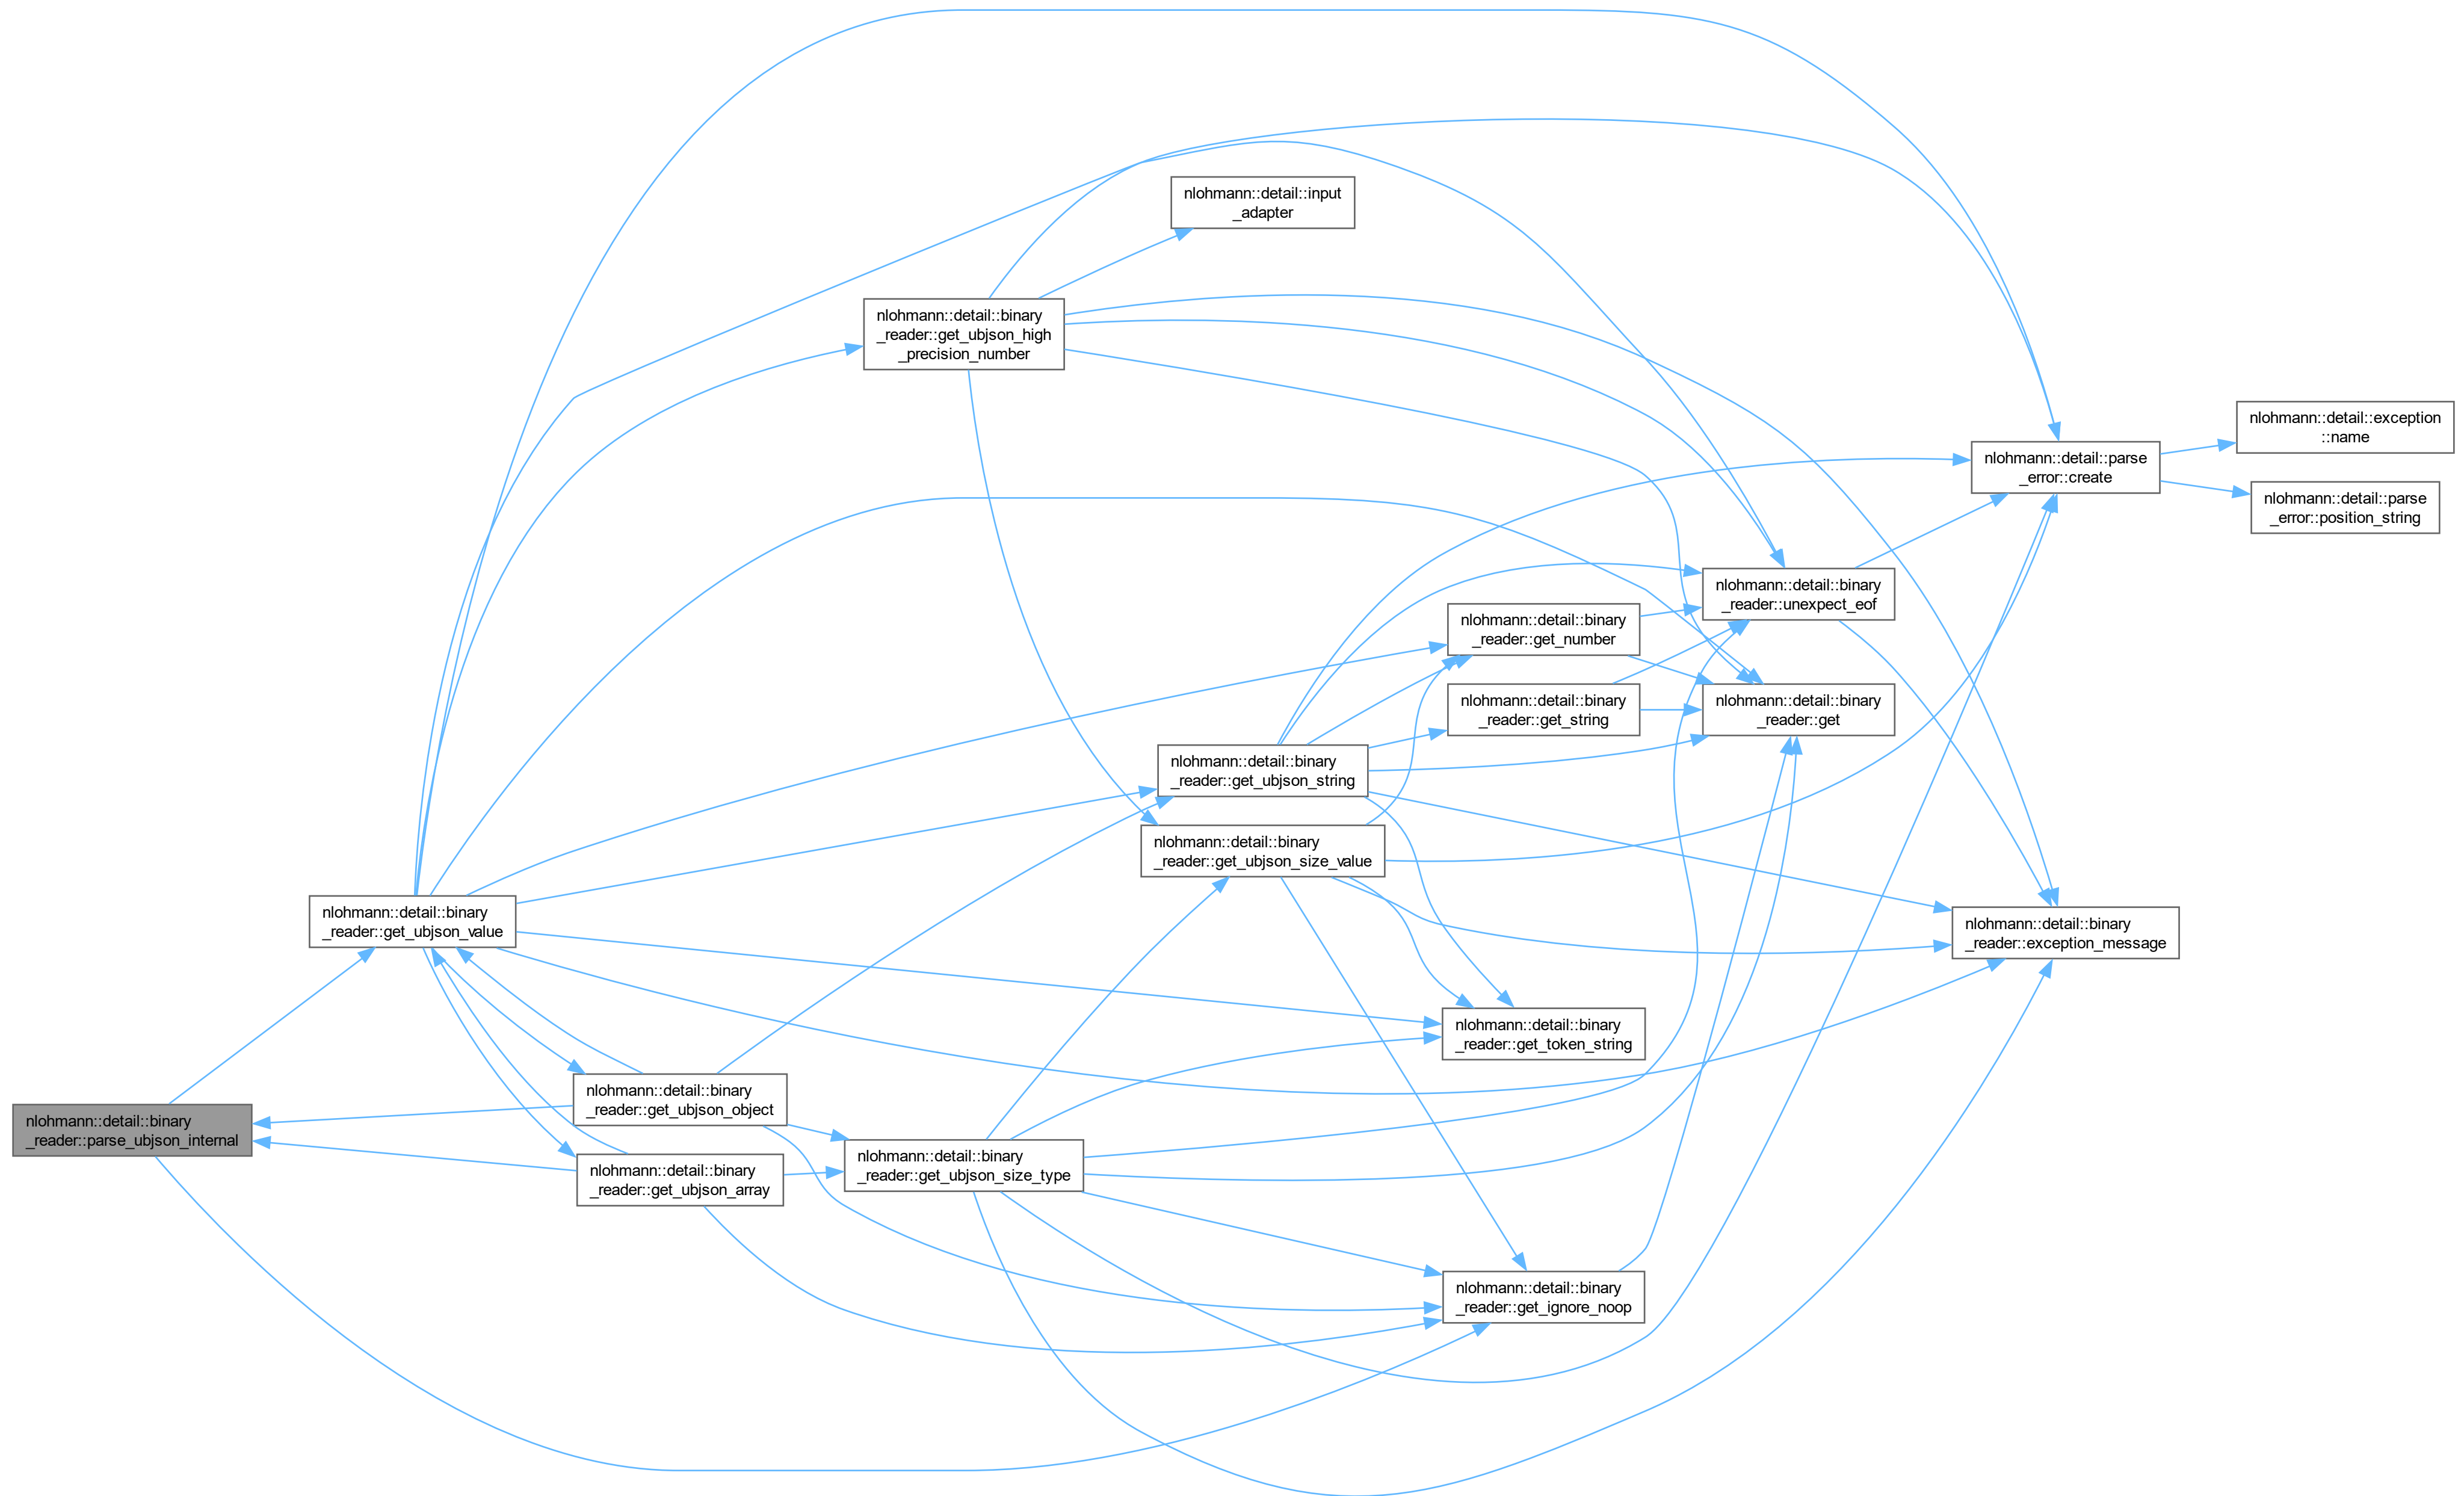 nlohmann::detail::input
_adapter
nlohmann::detail::binary
_reader::get_ubjson_high
_precision_number
nlohmann::detail::exception
::name
nlohmann::detail::parse
_error::create
nlohmann::detail::parse
_error::position_string
nlohmann::detail::binary
_reader::unexpect_eof
nlohmann::detail::binary
_reader::get_number
nlohmann::detail::binary
_reader::get_string
nlohmann::detail::binary
_reader::get
nlohmann::detail::binary
_reader::get_ubjson_string
nlohmann::detail::binary
_reader::get_ubjson_size_value
nlohmann::detail::binary
_reader::get_ubjson_value
nlohmann::detail::binary
_reader::exception_message
nlohmann::detail::binary
_reader::get_token_string
nlohmann::detail::binary
_reader::get_ubjson_object
nlohmann::detail::binary
_reader::parse_ubjson_internal
nlohmann::detail::binary
_reader::get_ubjson_size_type
nlohmann::detail::binary
_reader::get_ubjson_array
nlohmann::detail::binary
_reader::get_ignore_noop